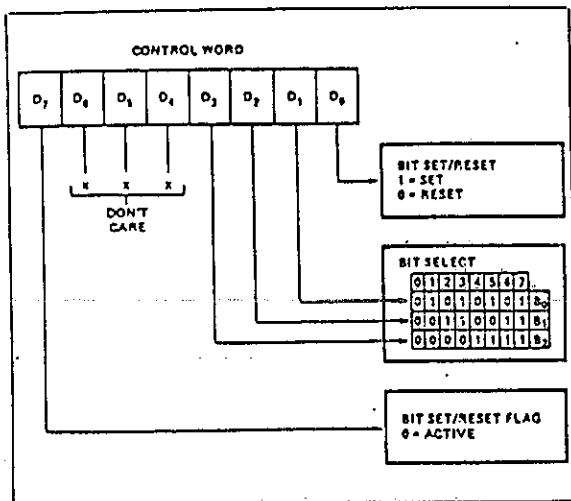 CONTROL WORD
D7 D6 D5 D4 D3 D2 D1 D0
X X X
DON'T
CARE
BIT SET/RESET
1 = SET
0 = RESET
BIT SELECT
0 1 2 3 4 5 6 7
0 1 0 1 0 1 0 1 B0
0 0 1 1 0 0 1 1 B1
0 0 0 0 1 1 1 1 B2
BIT SET/RESET FLAG
0 = ACTIVE